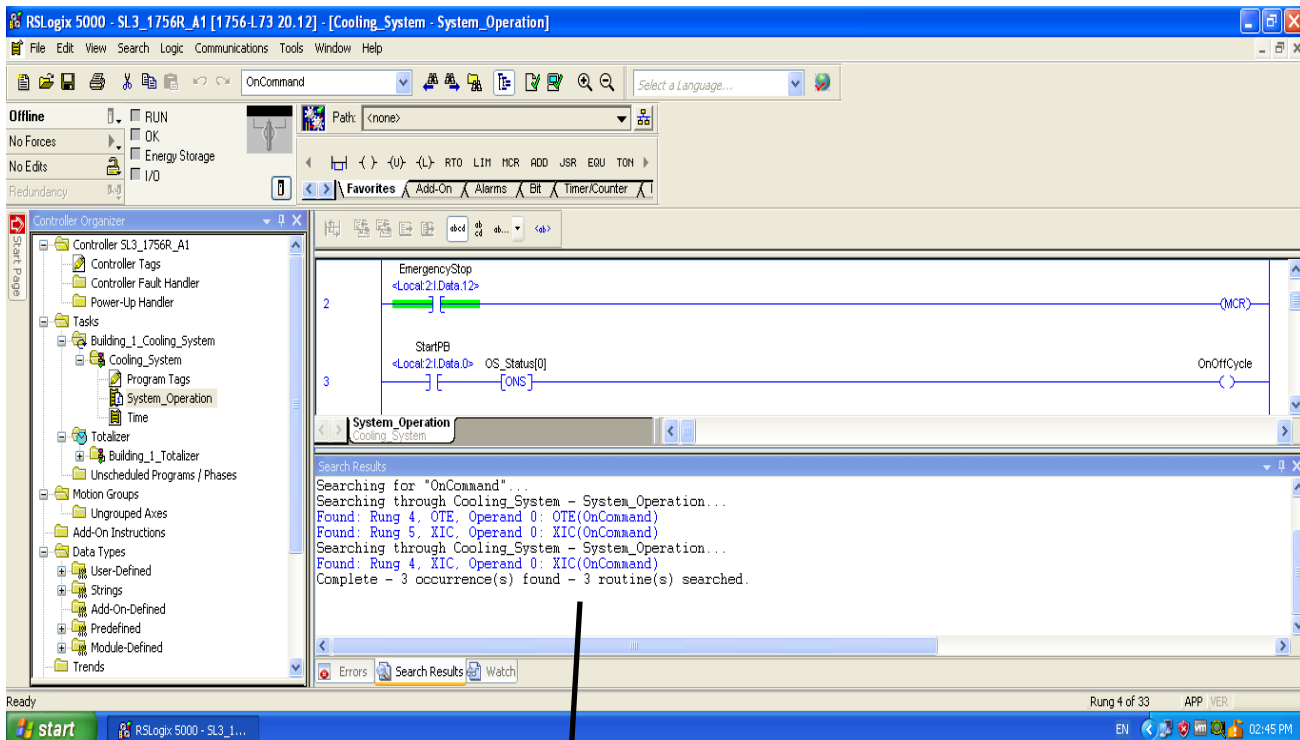 RSLogix 5000 - SL3_1756R_A1 [1756-L73 20.12] - [Cooling_System - System_Operation]
File Edit View Search Logic Communications Tools Window Help
OnCommand
Select a Language...
Offline
RUN
Path: <none>
No Forces
OK
Energy Storage
No Edits
I/O
RTO LIM MCR ADD JSR EQU TON
Redundancy
Favorites Add-On Alarms Bit Timer/Counter
Start Page
Controller Organizer
Controller SL3_1756R_A1
Controller Tags
Controller Fault Handler
Power-Up Handler
Tasks
Building_1_Cooling_System
Cooling_System
Program Tags
System_Operation
Time
Totalizer
Building_1_Totalizer
Unscheduled Programs / Phases
Motion Groups
Ungrouped Axes
Add-On Instructions
Data Types
User-Defined
Strings
Add-On-Defined
Predefined
Module-Defined
Trends
EmergencyStop
<Local:2:I.Data.12>
2
(MCR)
StartPB
<Local:2:I.Data.0> OS_Status[0]
OnOffCycle
3
[ONS]
System_Operation
Cooling_System
Search Results
Searching for "OnCommand"...
Searching through Cooling_System - System_Operation...
Found: Rung 4, OTE, Operand 0: OTE(OnCommand)
Found: Rung 5, XIC, Operand 0: XIC(OnCommand)
Searching through Cooling_System - System_Operation...
Found: Rung 4, XIC, Operand 0: XIC(OnCommand)
Complete - 3 occurrence(s) found - 3 routine(s) searched.
Errors Search Results Watch
Ready
Rung 4 of 33 APP VER
start
RSLogix 5000 - SL3_1...
EN
02:45 PM